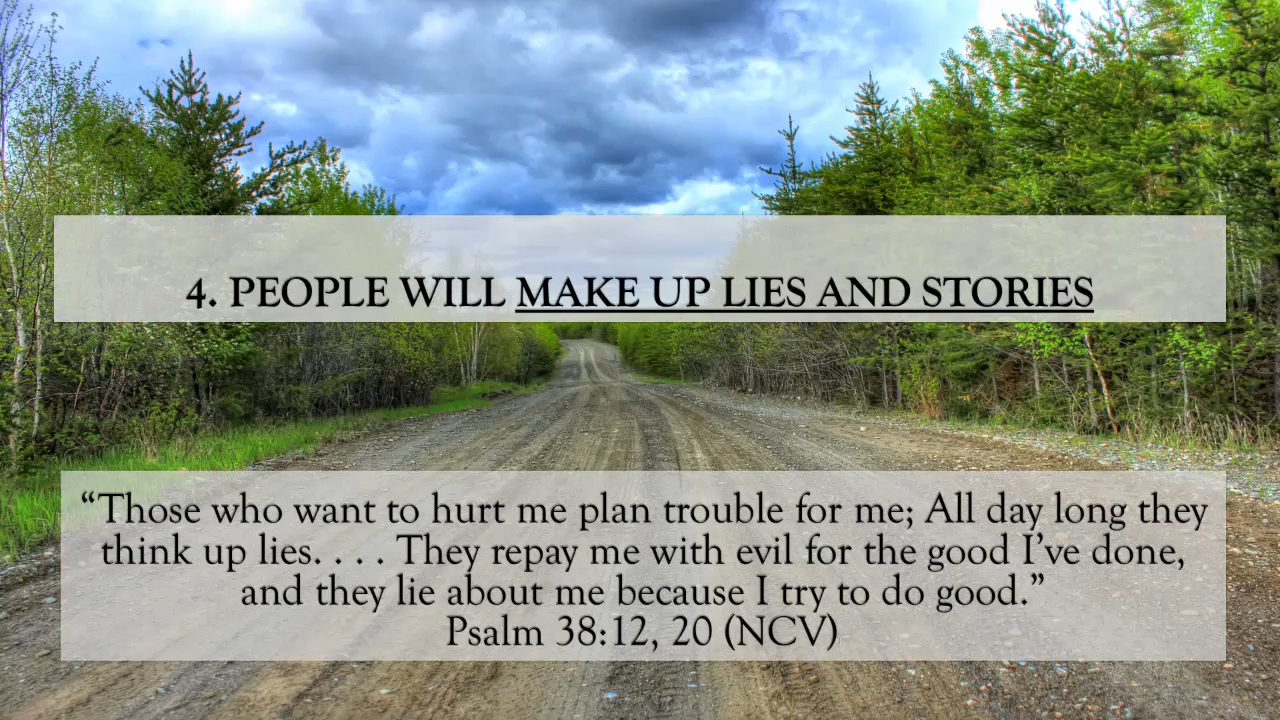 4. PEOPLE WILL MAKE UP LIES AND STORIES
“Those who want to hurt me plan trouble for me; All day long they
think up lies. . . . They repay me with evil for the good I’ve done,
and they lie about me because I try to do good.”
Psalm 38:12, 20 (NCV)